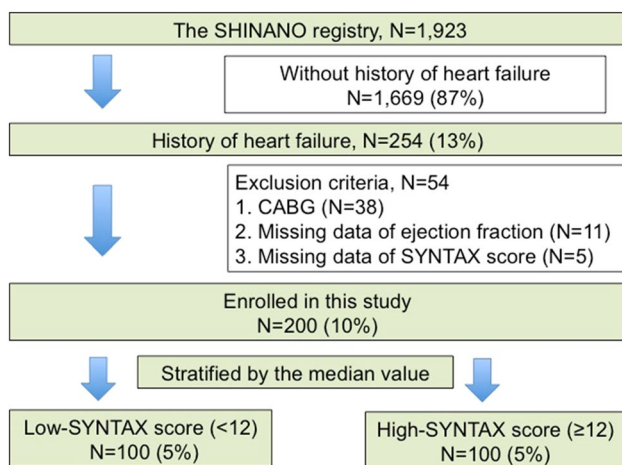 The SHINANO registry, N=1,923
Without history of heart failure
N=1,669 (87%)
History of heart failure, N=254 (13%)
Exclusion criteria, N=54
1. CABG (N=38)
2. Missing data of ejection fraction (N=11)
3. Missing data of SYNTAX score (N=5)
Enrolled in this study
N=200 (10%)
Stratified by the median value
Low-SYNTAX score (<12)
N=100 (5%)
High-SYNTAX score (≥12)
N=100 (5%)